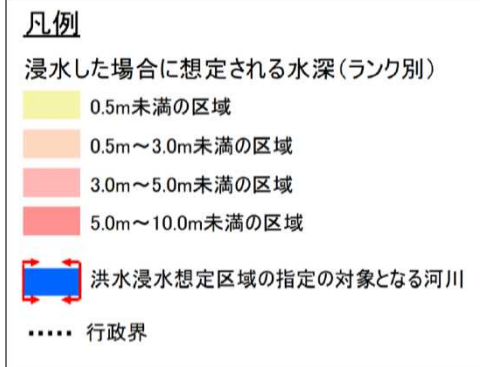 凡例
浸水した場合に想定される水深(ランク別)
0.5m未満の区域
0.5m～3.0m未満の区域
3.0m～5.0m未満の区域
5.0m～10.0m未満の区域
洪水浸水想定区域の指定の対象となる河川
行政界